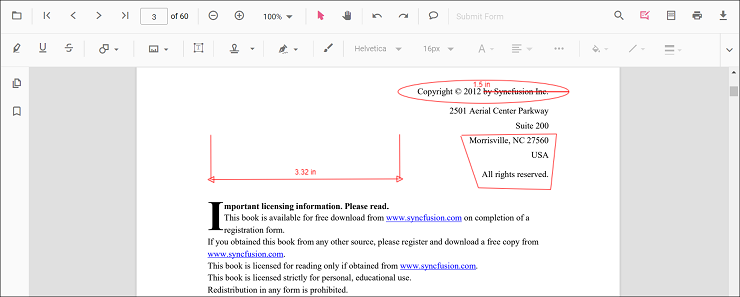 3 of 60 100% Submit Form
Helvetica 16px
1.5 in
Copyright © 2012 by Syncfusion Inc.
2501 Aerial Center Parkway
Suite 200
Morrisville, NC 27560
USA
All rights reserved.
3.32 in
Important licensing information. Please read.
This book is available for free download from www.syncfusion.com on completion of a
registration form.
If you obtained this book from any other source, please register and download a free copy from
www.syncfusion.com.
This book is licensed for reading only if obtained from www.syncfusion.com.
This book is licensed strictly for personal, educational use.
Redistribution in any form is prohibited.